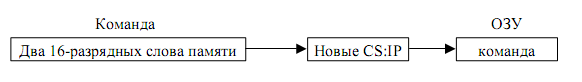 Команда
ОЗУ
Два 16-разрядных слова памяти
Новые CS:IP
команда